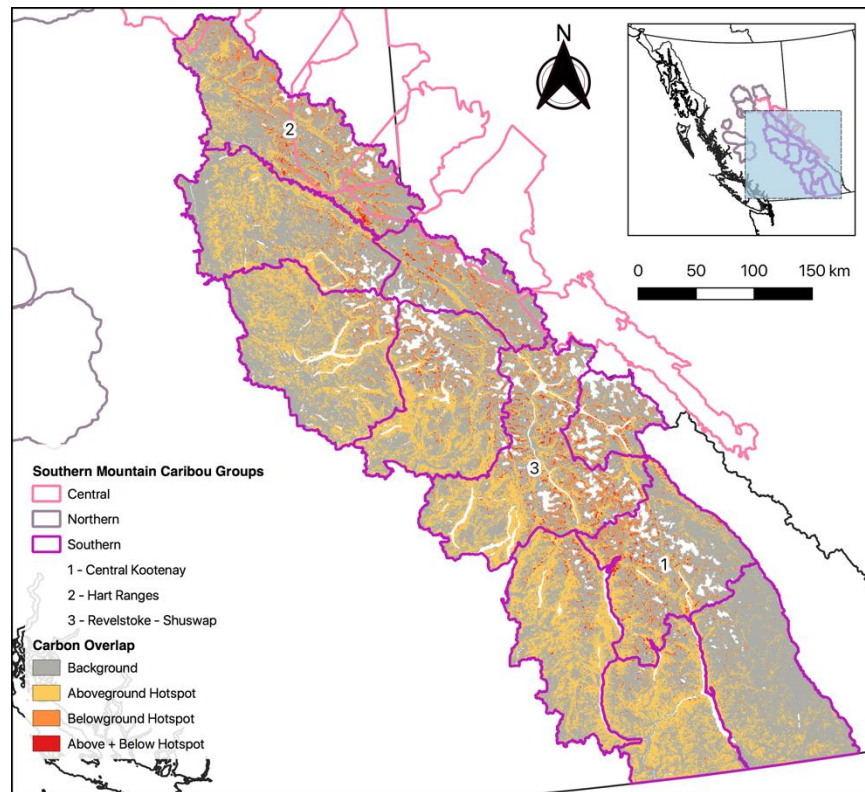 N
0 50 100 150 km
2
3
1
Southern Mountain Caribou Groups
Central
Northern
Southern
1 - Central Kootenay
2 - Hart Ranges
3 - Revelstoke - Shuswap
Carbon Overlap
Background
Aboveground Hotspot
Belowground Hotspot
Above + Below Hotspot